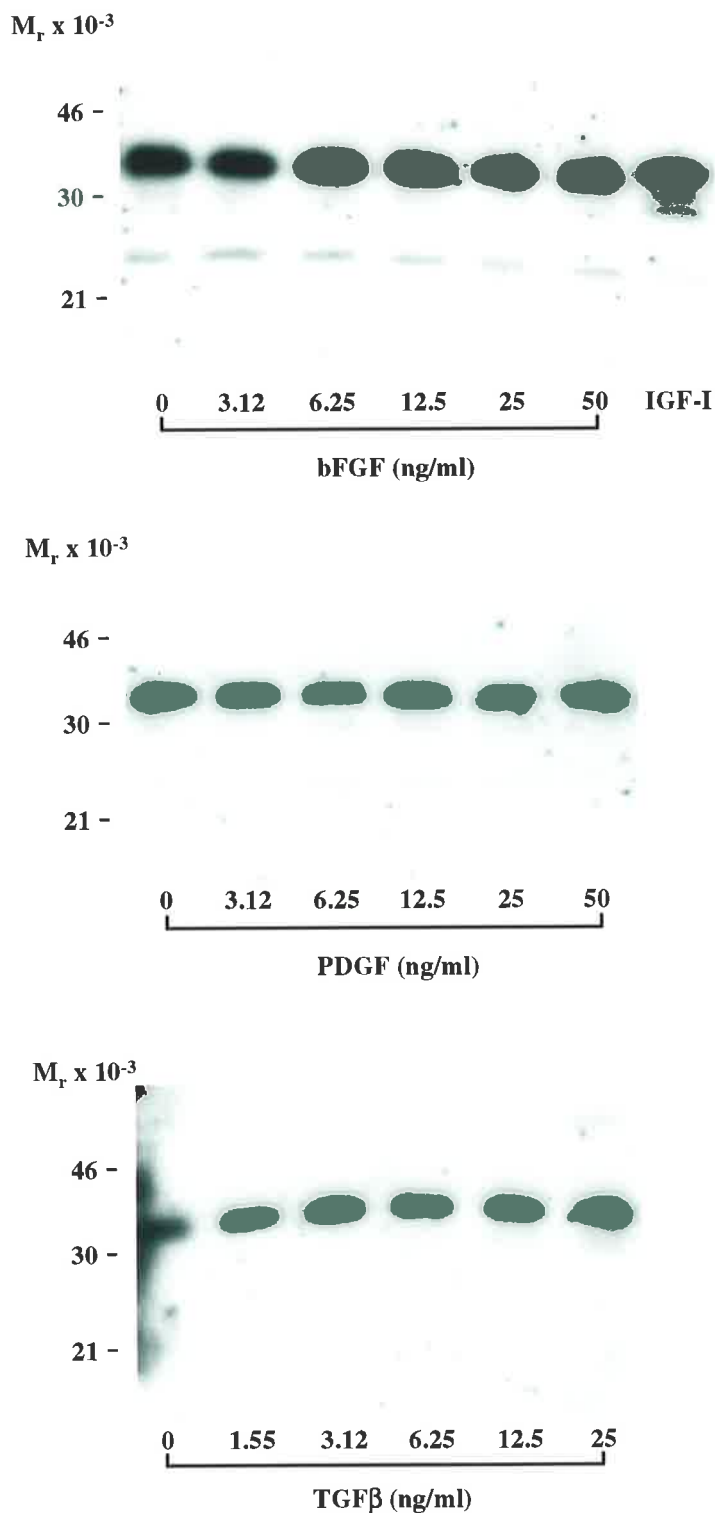 Mr x 10-3
46 -
30 -
21 -
0 3.12 6.25 12.5 25 50 IGF-I
bFGF (ng/ml)
Mr x 10-3
46 -
30 -
21 -
0 3.12 6.25 12.5 25 50
PDGF (ng/ml)
Mr x 10-3
46 -
30 -
21 -
0 1.55 3.12 6.25 12.5 25
TGFβ (ng/ml)